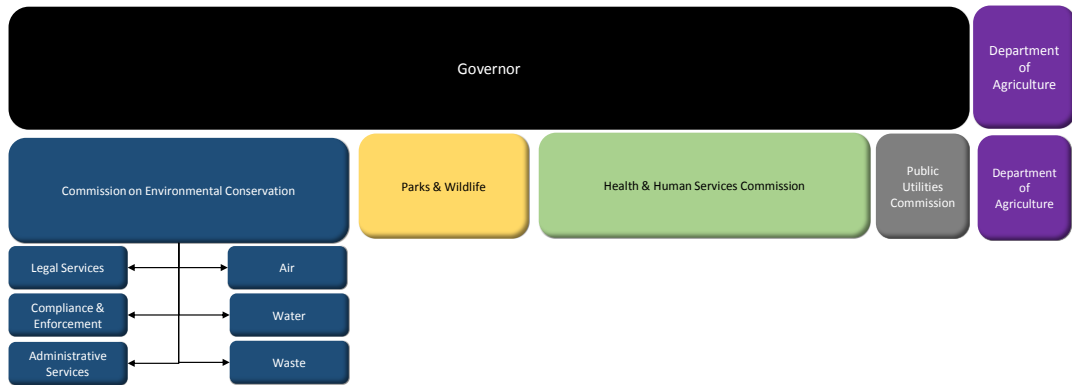 Governor
Department
of
Agriculture
Commission on Environmental Conservation
Parks & Wildlife
Health & Human Services Commission
Public
Utilities
Commission
Department
of
Agriculture
Legal Services
Air
Compliance &
Enforcement
Water
Administrative
Services
Waste